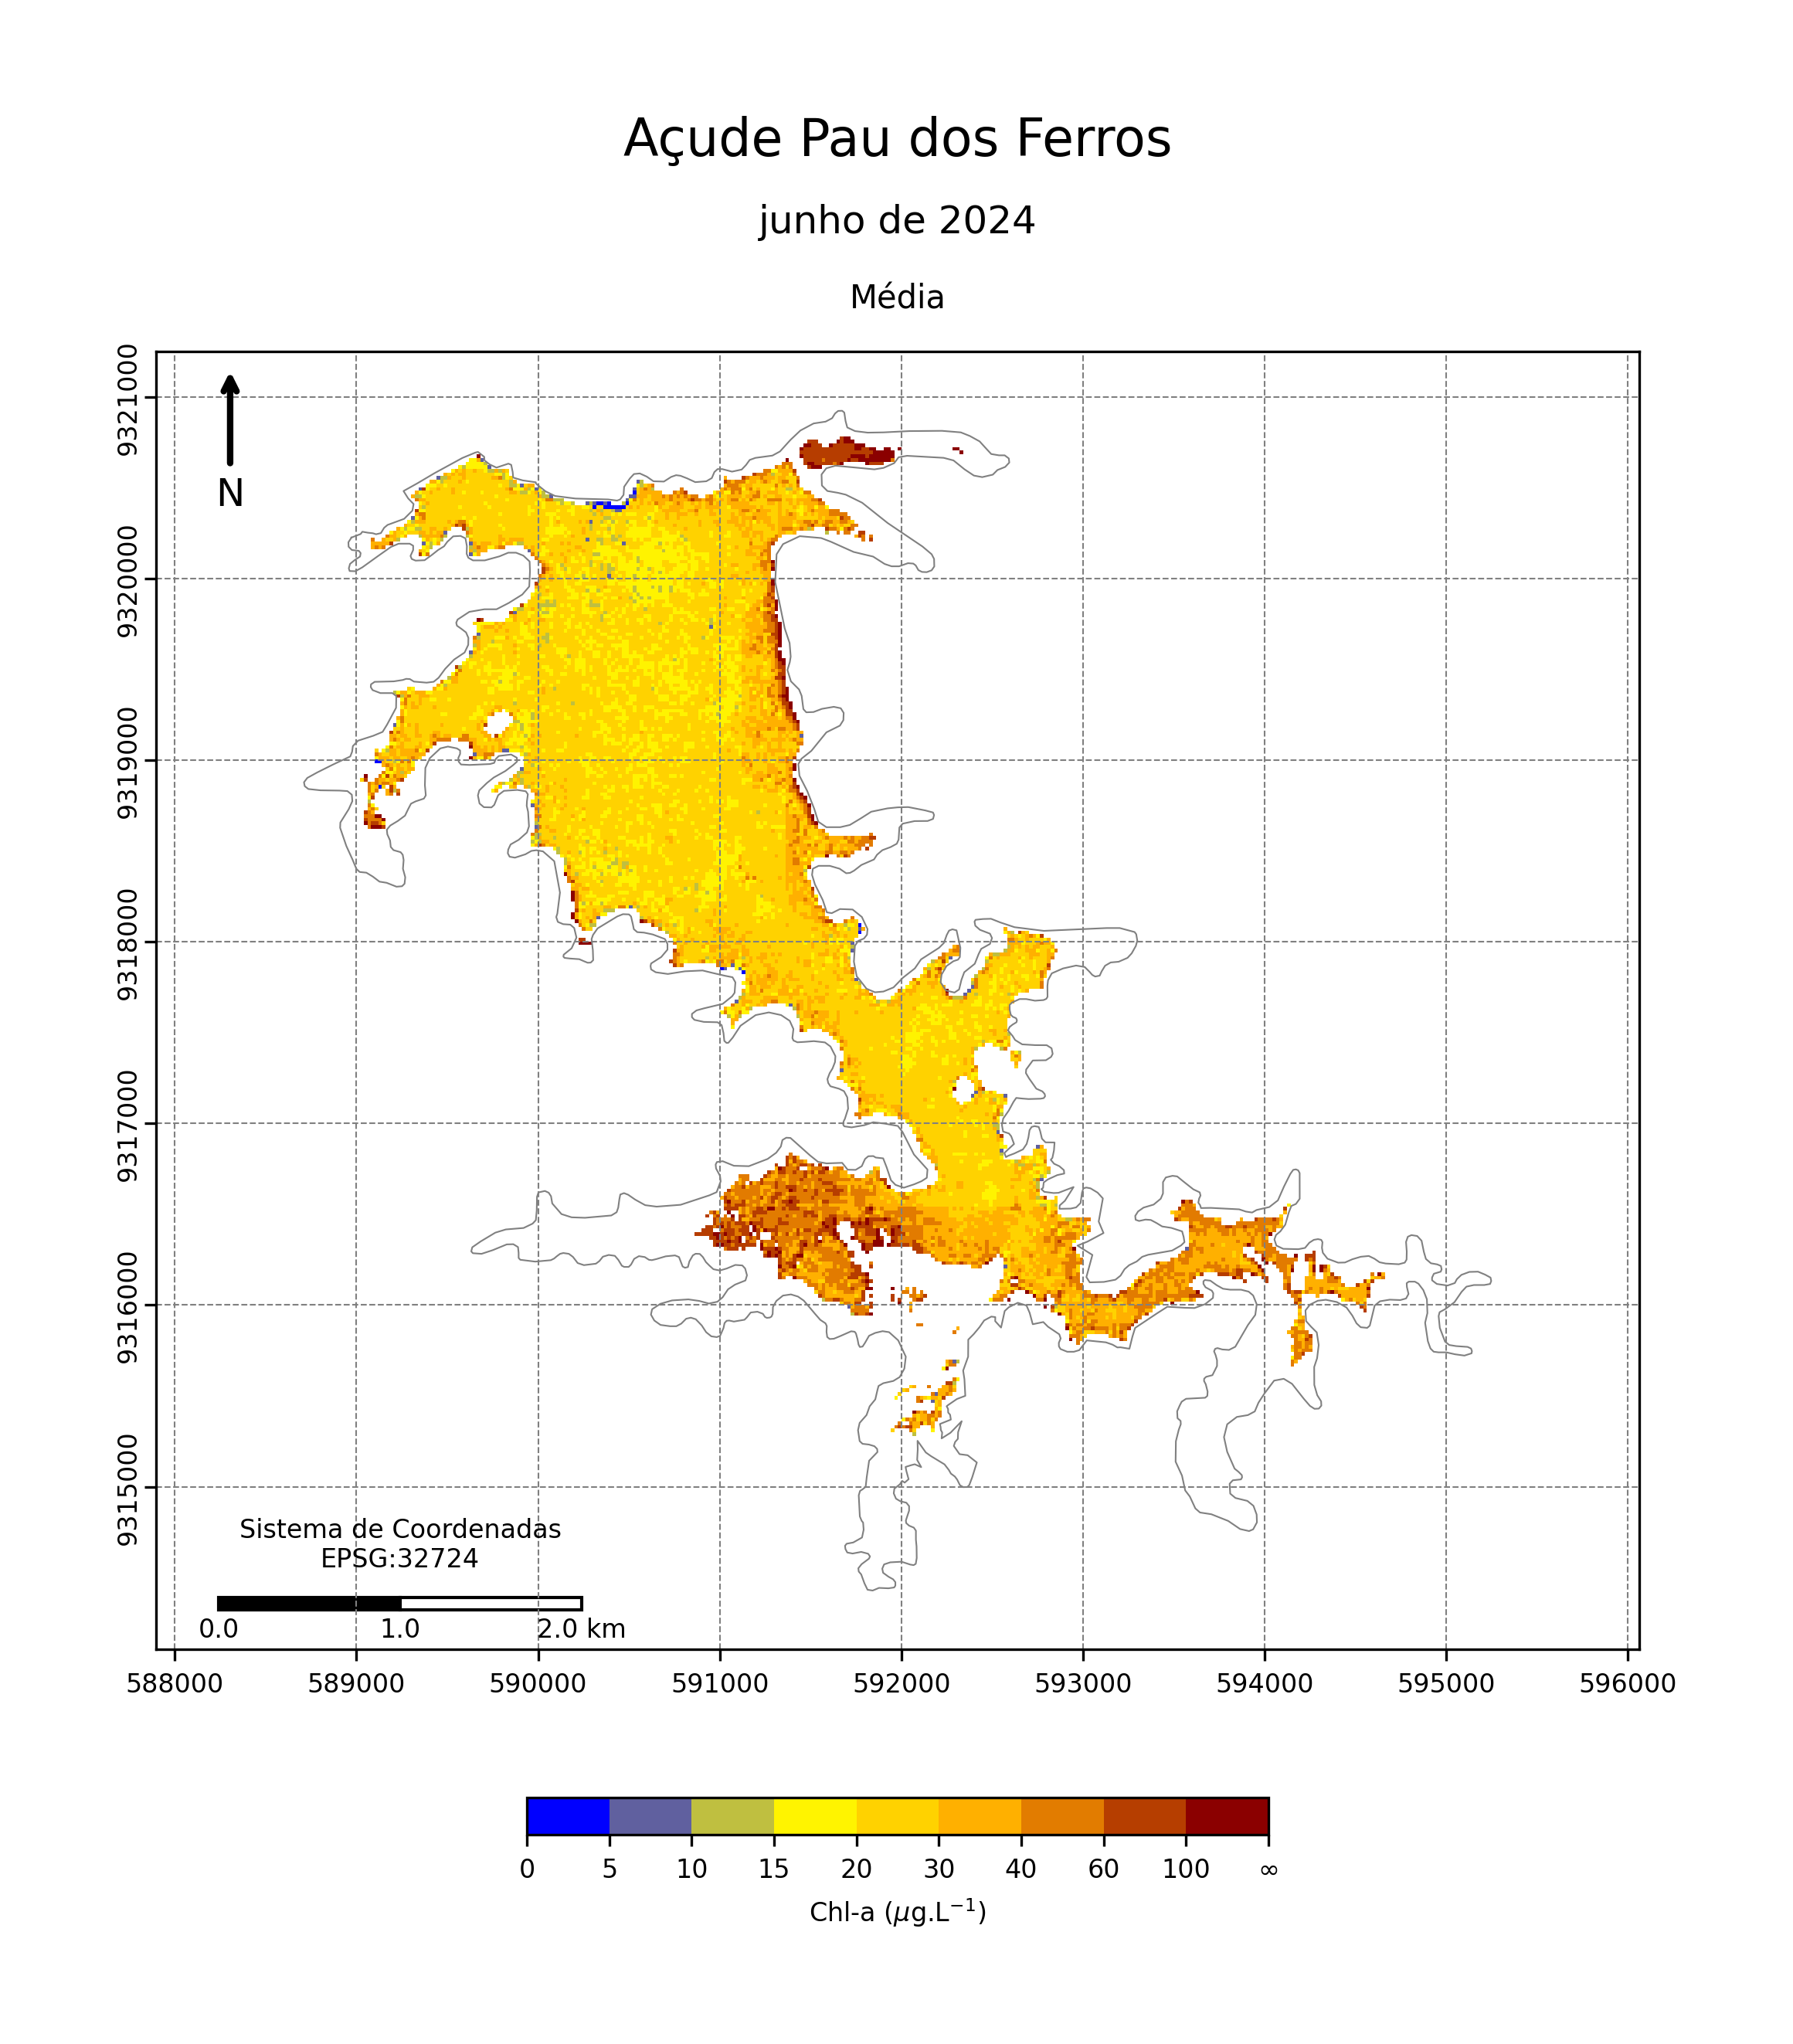 Açude Pau dos Ferros
junho de 2024
Média
9321000
9320000
9319000
9318000
9317000
9316000
9315000
N
Sistema de Coordenadas
EPSG:32724
0.0 1.0 2.0 km
588000 589000 590000 591000 592000 593000 594000 595000 596000
0 5 10 15 20 30 40 60 100 ∞
Chl-a (μg.L⁻¹)